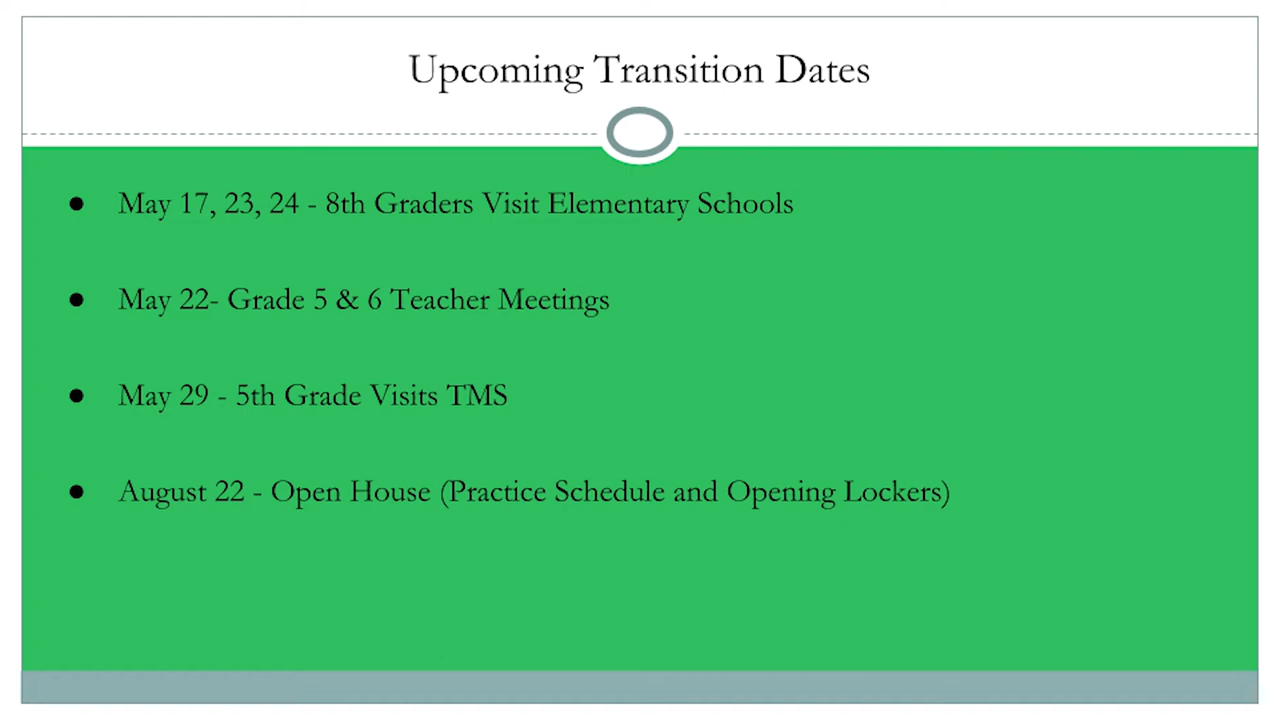 Upcoming Transition Dates
● May 17, 23, 24 - 8th Graders Visit Elementary Schools
● May 22- Grade 5 & 6 Teacher Meetings
● May 29 - 5th Grade Visits TMS
● August 22 - Open House (Practice Schedule and Opening Lockers)